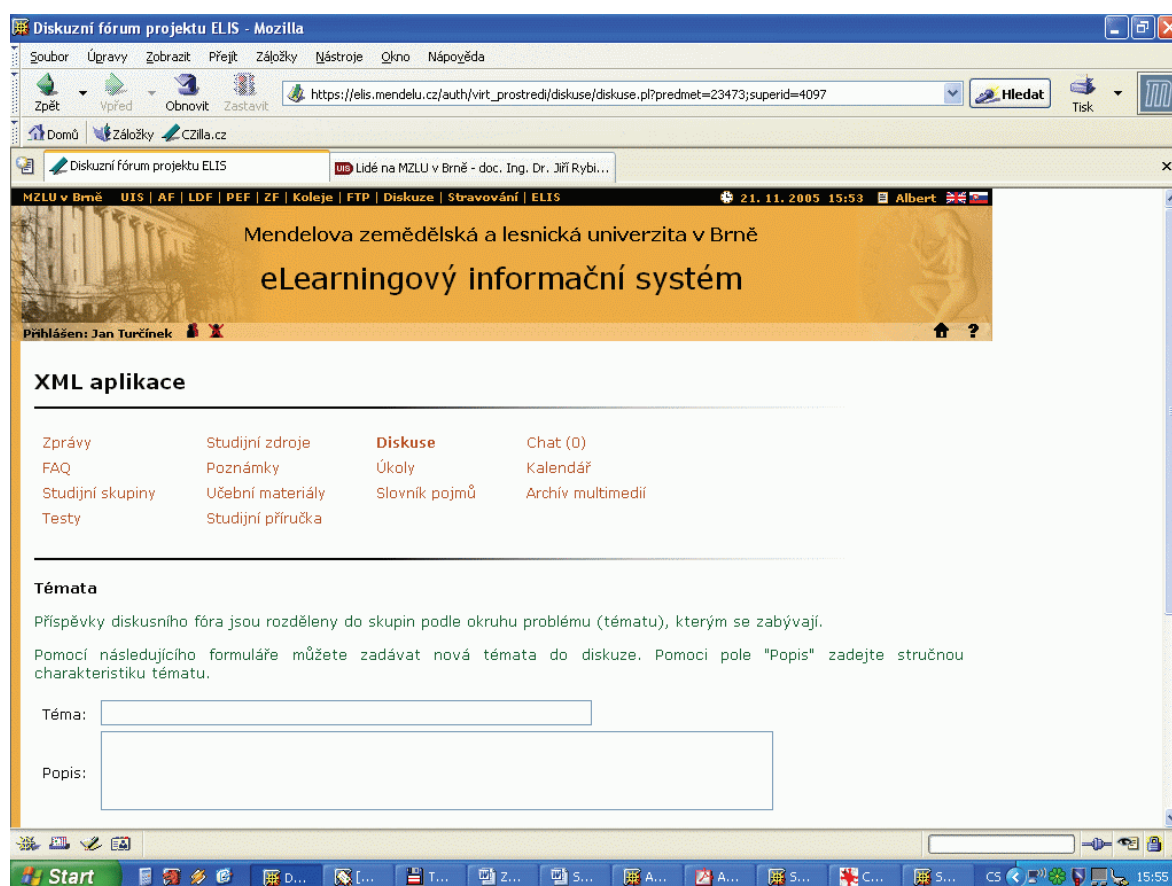 Diskuzní fórum projektu ELIS - Mozilla
Soubor Úpravy Zobrazit Přejít Záložky Nástroje Okno Nápověda
Zpět Vpřed Obnovit Zastavit https://elis.mendelu.cz/auth/virt_prostredi/diskuse/diskuse.pl?predmet=23473;superid=4097 Hledat Tisk
Domů Záložky CZilla.cz
Diskuzní fórum projektu ELIS UIS Lidé na MZLU v Brně - doc. Ing. Dr. Jiří Rybi...
MZLU v Brně UIS | AF | LDF | PEF | ZF | Koleje | FTP | Diskuze | Stravování | ELIS 21. 11. 2005 15:53 Albert
Mendelova zemědělská a lesnická univerzita v Brně
eLearningový informační systém
Přihlášen: Jan Turčínek ?
XML aplikace
Zprávy Studijní zdroje Diskuse Chat (0)
FAQ Poznámky Úkoly Kalendář
Studijní skupiny Učební materiály Slovník pojmů Archív multimedií
Testy Studijní příručka
Témata
Příspěvky diskusního fóra jsou rozděleny do skupin podle okruhu problému (tématu), kterým se zabývají.
Pomocí následujícího formuláře můžete zadávat nová témata do diskuze. Pomoci pole "Popis" zadejte stručnou
charakteristiku tématu.
Téma:
Popis:
Start D... [... T... Z... S... A... A... S... C... S... CS 15:55